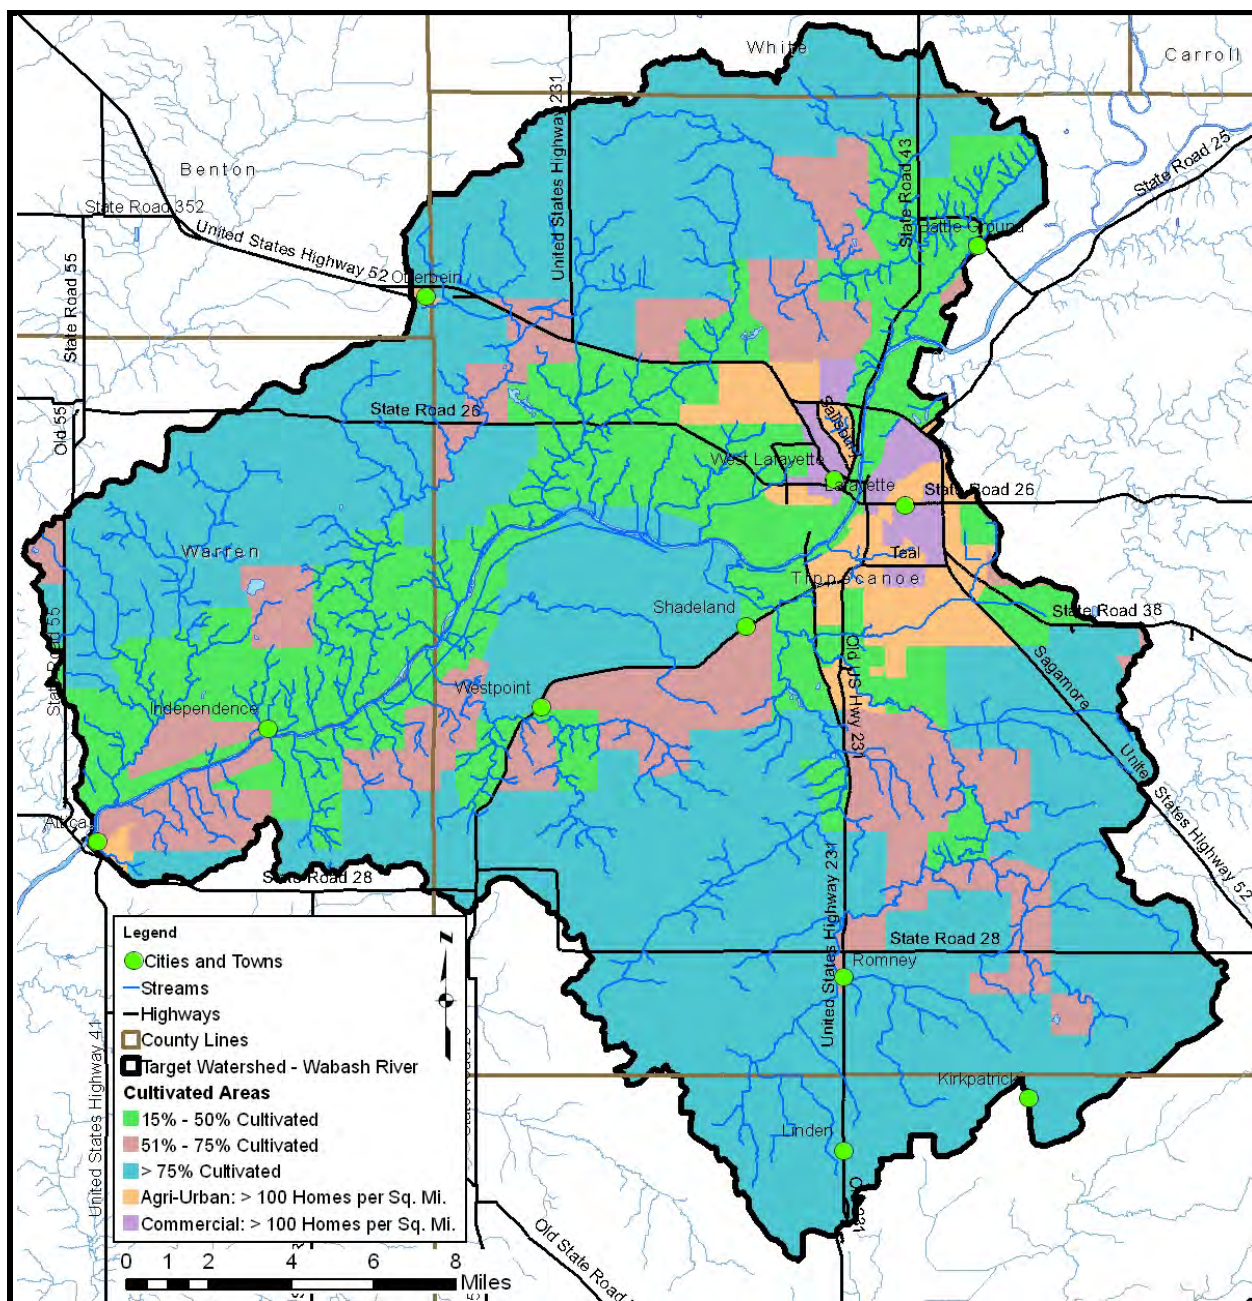 White
Carroll
United States Highway 231
State Road 43
State Road 25
Benton
State Road 352
United States Highway 52
Battle Ground
Otterbein
State Road 55
Old 55
State Road 26
Salisbury
West Lafayette
Lafayette
State Road 26
Warren
Teal
Tippecanoe
Shadeland
State Road 38
State Road 55
Old US Hwy 231
Sagamore
Westpoint
Independence
United States Highway 52
Attica
United States Highway 231
State Road 28
State Road 28
Romney
Kirkpatrick
Linden
United States Highway 41
Old State Road
Legend
Cities and Towns
Streams
Highways
County Lines
Target Watershed - Wabash River
Cultivated Areas
15% - 50% Cultivated
51% - 75% Cultivated
> 75% Cultivated
Agri-Urban: > 100 Homes per Sq. Mi.
Commercial: > 100 Homes per Sq. Mi.
N
0 1 2 4 6 8
Miles